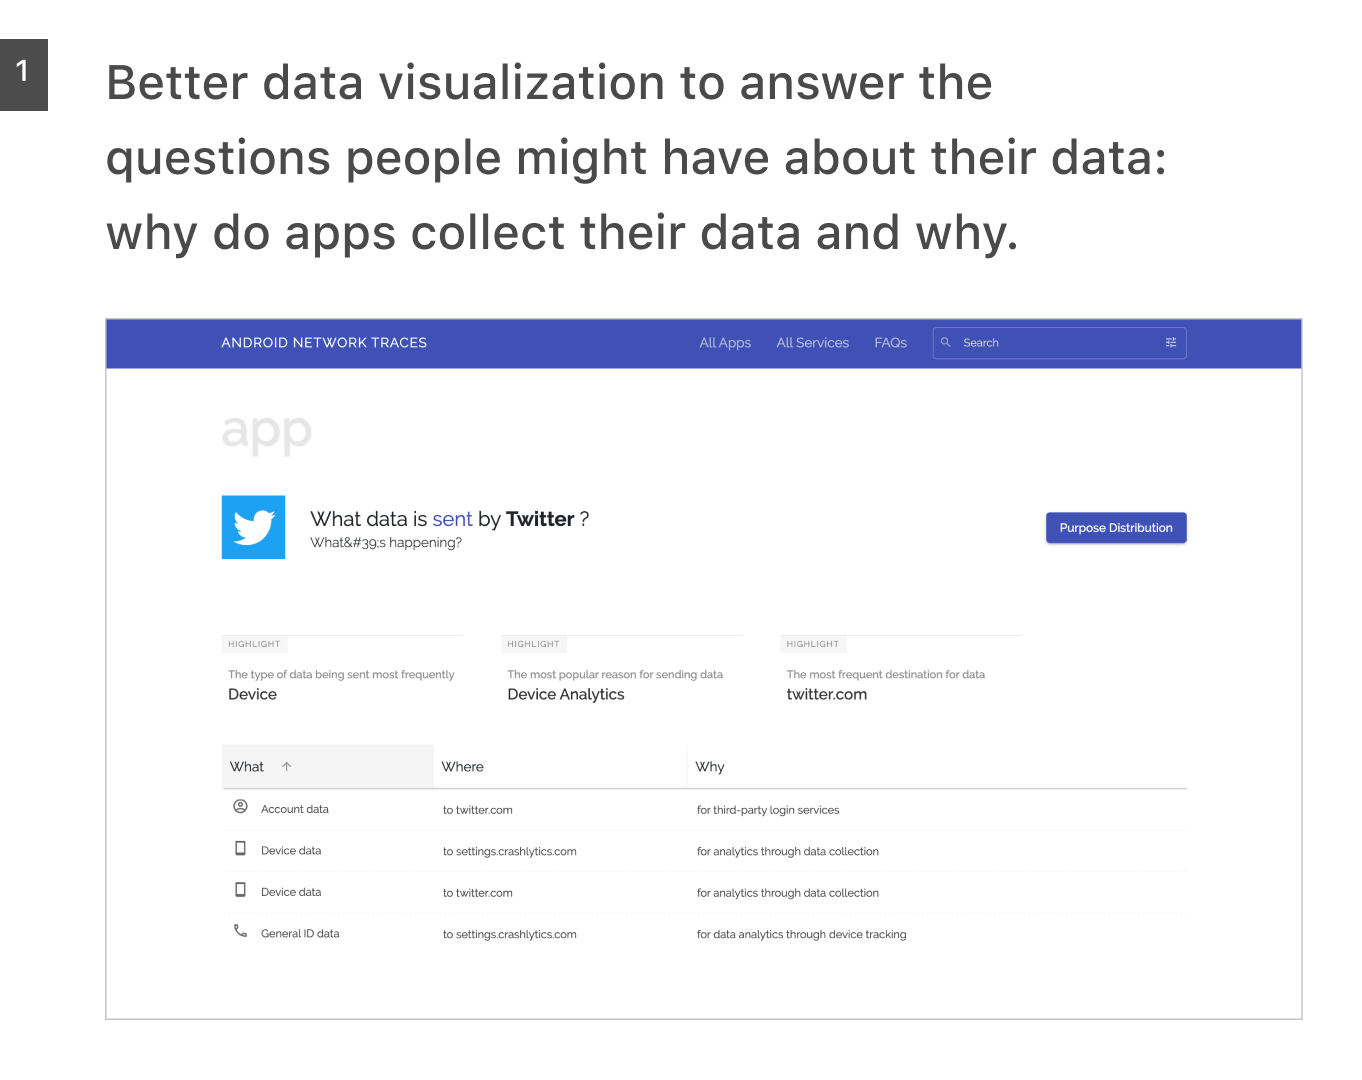 1
Better data visualization to answer the
questions people might have about their data:
why do apps collect their data and why.
ANDROID NETWORK TRACES
All Apps
All Services
FAQs
Search
app
What data is sent by Twitter ?
What&#39;s happening?
Purpose Distribution
HIGHLIGHT
The type of data being sent most frequently
Device
HIGHLIGHT
The most popular reason for sending data
Device Analytics
HIGHLIGHT
The most frequent destination for data
twitter.com
What Where Why
Account data to twitter.com for third-party login services
Device data to settings.crashlytics.com for analytics through data collection
Device data to twitter.com for analytics through data collection
General ID data to settings.crashlytics.com for data analytics through device tracking